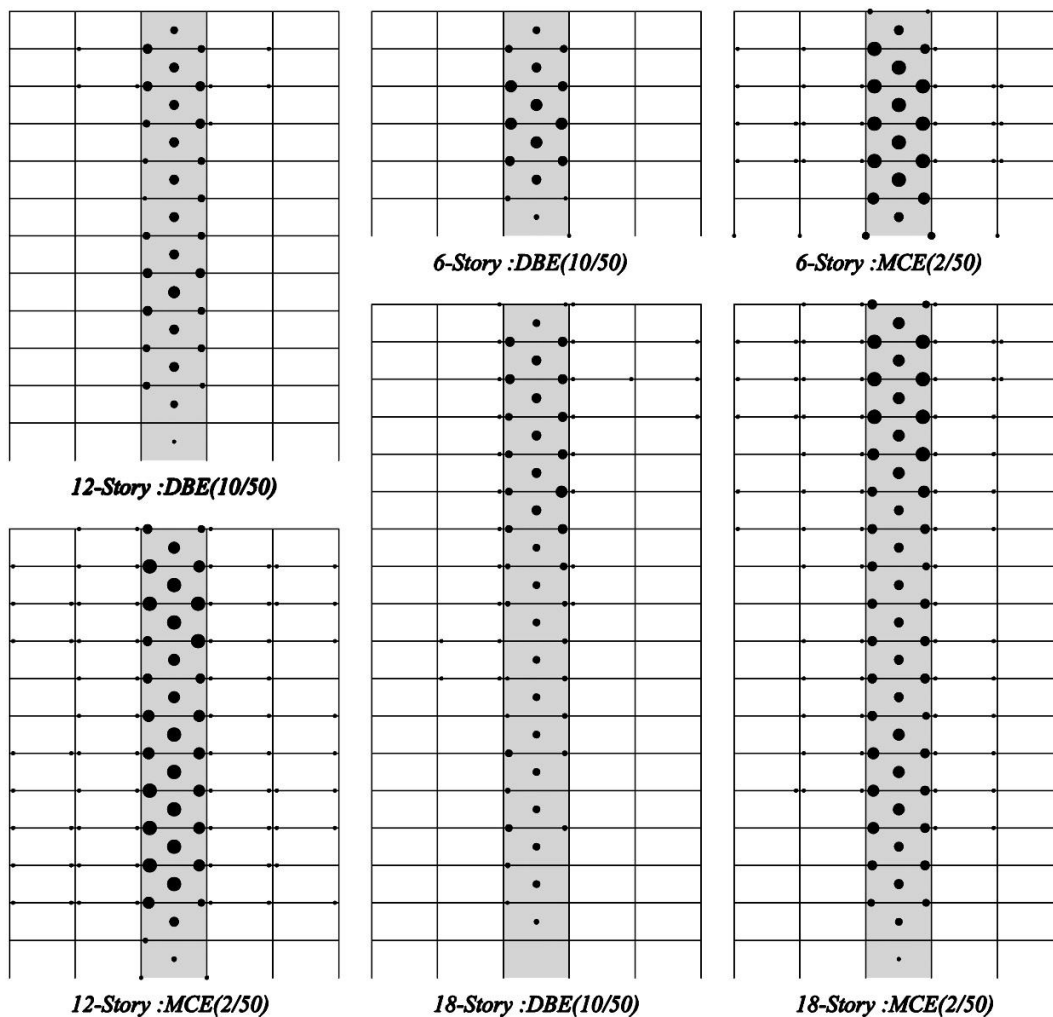 6-Story :DBE(10/50)
6-Story :MCE(2/50)
12-Story :DBE(10/50)
12-Story :MCE(2/50)
18-Story :DBE(10/50)
18-Story :MCE(2/50)